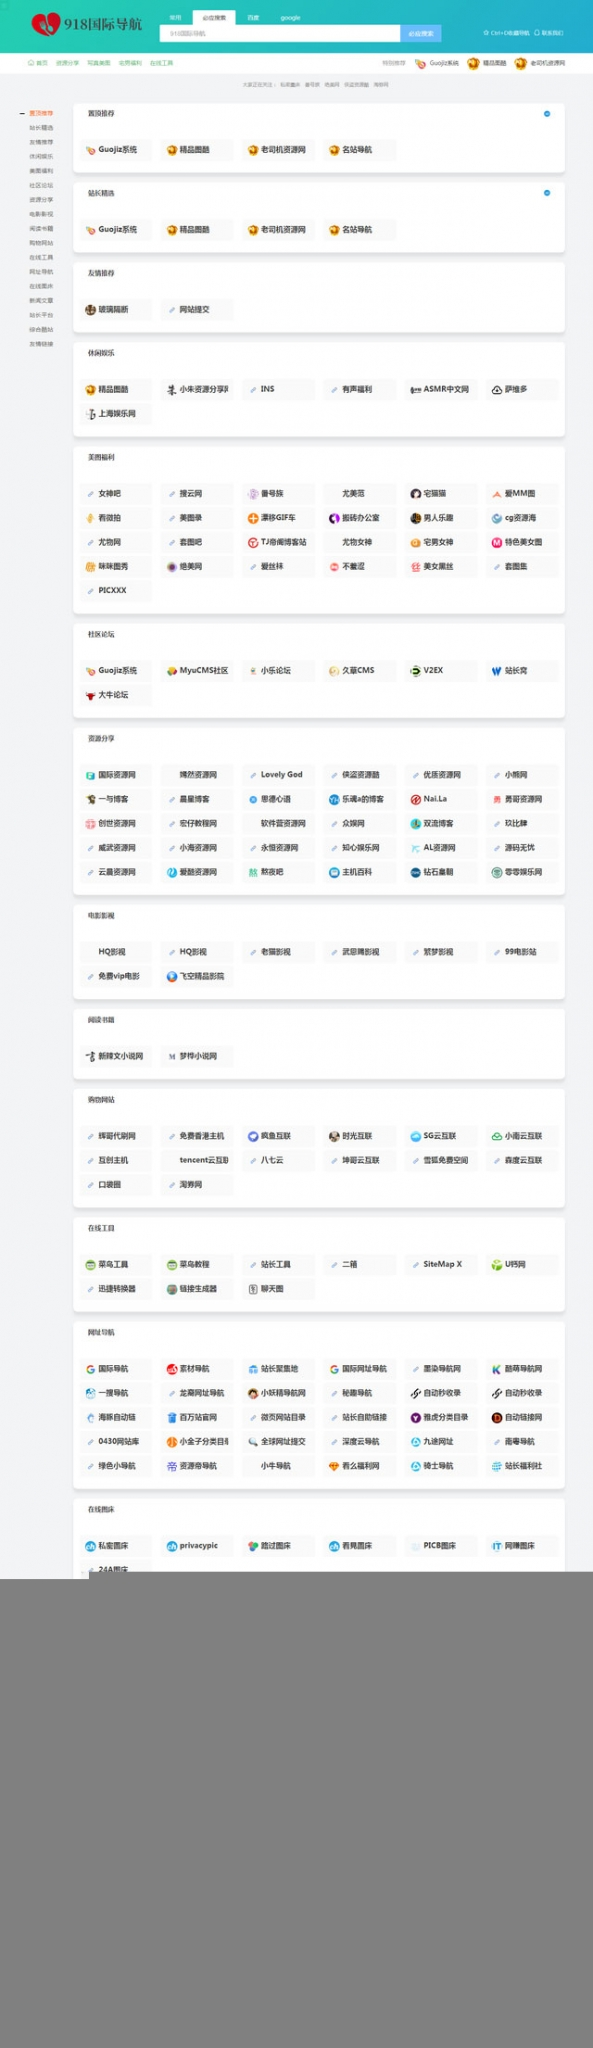 918国际导航
常用 必应搜索 百度 google
918国际导航 必应搜索
Ctrl+D收藏导航 联系我们
首页 资源分享 写真美图 宅男福利 在线工具
特别推荐 Guojiz系统 精品图酷 老司机资源网
置顶推荐
站长精选
友情推荐
休闲娱乐
美图福利
社区论坛
资源分享
电影影视
阅读书籍
购物网站
在线工具
网址导航
在线图床
新闻文章
站长平台
综合酷站
友情链接
置顶推荐
Guojiz系统 精品图酷 老司机资源网 名站导航
站长精选
Guojiz系统 精品图酷 老司机资源网 名站导航
友情推荐
玻璃隔断 网站提交
休闲娱乐
精品图酷 小朱资源分享网 INS 有声福利 ASMR中文网 萨维多
上海娱乐网
美图福利
女神吧 搜云网 番号族 尤美范 宅猫猫 爱MM图
看微拍 美图录 漂移GIF车 搬砖办公室 男人乐趣 cg资源海
尤物网 套图吧 TJ帝阁博客站 尤物女神 宅男女神 特色美女图
咪咪图秀 绝美网 爱丝袜 不羞涩 美女黑丝 套图集
PICXXX
社区论坛
Guojiz系统 MyuCMS社区 小乐论坛 久草CMS V2EX 站长窝
大牛论坛
资源分享
国际资源网 嫣然资源网 Lovely God 侠盗资源酷 优质资源网 小熊网
一与博客 晨星博客 思德心语 乐魂a的博客 Nai.La 勇哥资源网
创世资源网 宏仔教程网 软件营资源网 众娱网 双流博客 玖比牌
威武资源网 小海资源网 永恒资源网 知心娱乐网 AL资源网 源码无忧
云晨资源网 爱酷资源网 熬夜吧 主机百科 钻石巢朝 零零娱乐网
电影影视
HQ影视 HQ影视 老猫影视 武恩赐影视 繁梦影视 99电影站
免费vip电影 飞空精品影院
阅读书籍
新辣文小说网 梦桦小说网
购物网站
辉哥代刷网 免费香港主机 疯鱼互联 时光互联 SG云互联 小南云互联
互创主机 tencent云互联 八七云 坤哥云互联 雪狐免费空间 森度云互联
口袋圈 淘券网
在线工具
菜鸟工具 菜鸟教程 站长工具 二箱 SiteMap X U钙网
迅捷转换器 链接生成器 聊天图
网址导航
国际导航 素材导航 站长聚集地 国际网址导航 墨染导航网 酷萌导航网
一搜导航 龙裔网址导航 小妖精导航网 秘趣导航 自动秒收录 自动秒收录
海豚自动链 百万站官网 微页网站目录 站长自助链接 雅虎分类目录 自动链接网
0430网站库 小金子分类目录 全球网址提交 深度云导航 九途网址 南粤导航
绿色小导航 资源帝导航 小牛导航 看么福利网 骑士导航 站长福利社
在线图床
私密图床 privacypic 路过图床 看見图床 PICB图床 网赚图床
24A图床